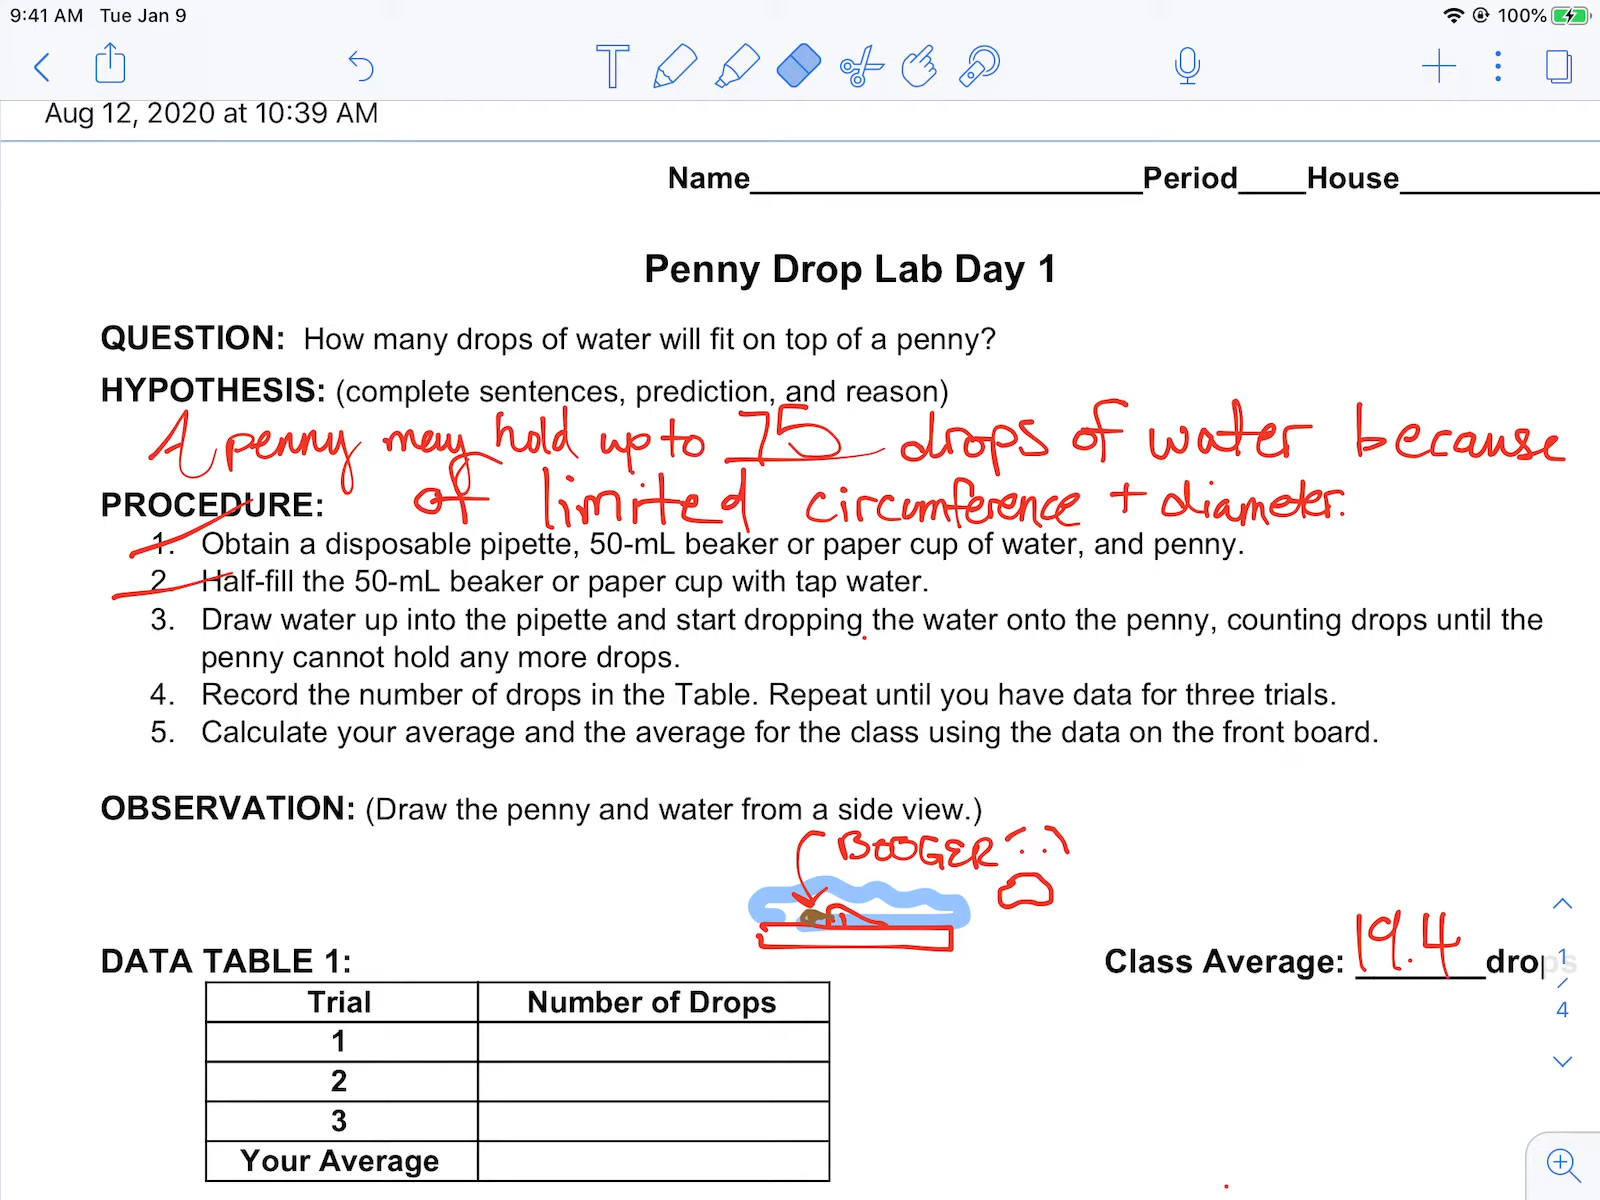 9:41 AM Tue Jan 9
100%
Aug 12, 2020 at 10:39 AM
Name Period House
Penny Drop Lab Day 1
QUESTION: How many drops of water will fit on top of a penny?
HYPOTHESIS: (complete sentences, prediction, and reason)
A penny may hold up to 75 drops of water because
PROCEDURE: of limited circumference + diameter.
1. Obtain a disposable pipette, 50-mL beaker or paper cup of water, and penny.
2. Half-fill the 50-mL beaker or paper cup with tap water.
3. Draw water up into the pipette and start dropping the water onto the penny, counting drops until the
penny cannot hold any more drops.
4. Record the number of drops in the Table. Repeat until you have data for three trials.
5. Calculate your average and the average for the class using the data on the front board.
OBSERVATION: (Draw the penny and water from a side view.)
BOOGER
DATA TABLE 1: Class Average: 19.4 drops
Trial Number of Drops
1
2
3
Your Average
1
/
4